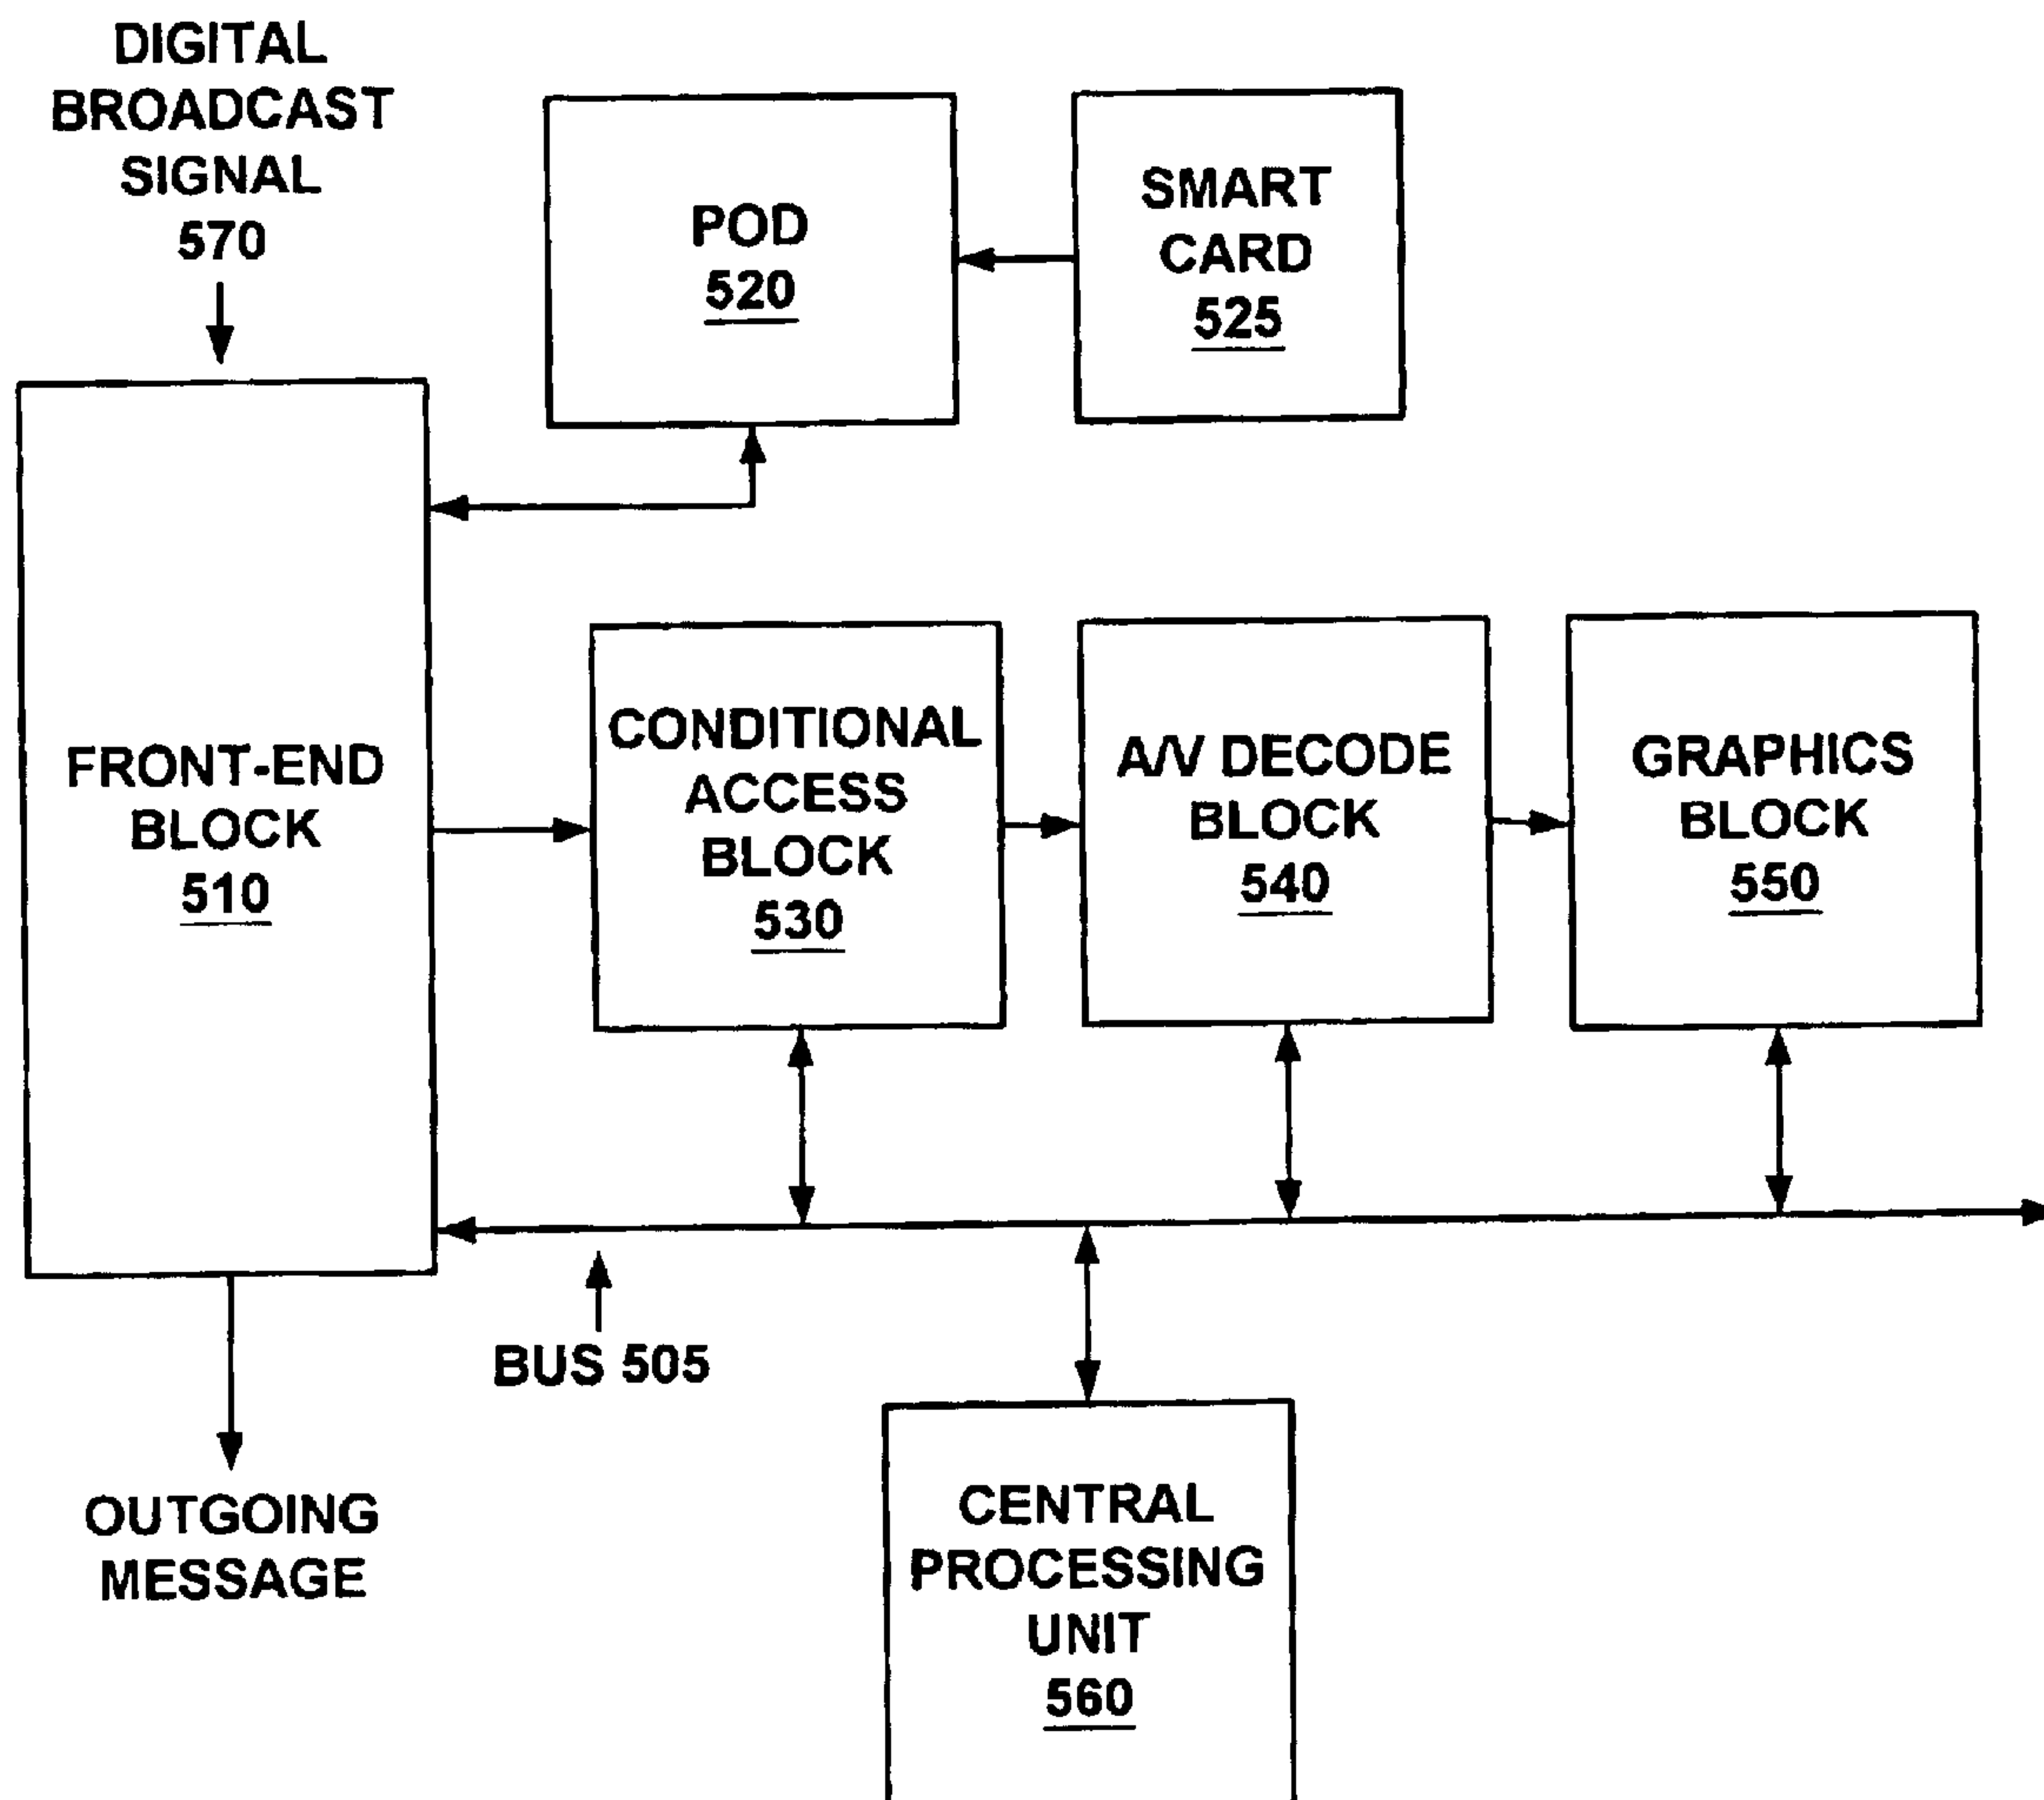 DIGITAL
BROADCAST
SIGNAL
570
POD
520
SMART
CARD
525
FRONT-END
BLOCK
510
CONDITIONAL
ACCESS
BLOCK
530
A/V DECODE
BLOCK
540
GRAPHICS
BLOCK
550
BUS 505
OUTGOING
MESSAGE
CENTRAL
PROCESSING
UNIT
560